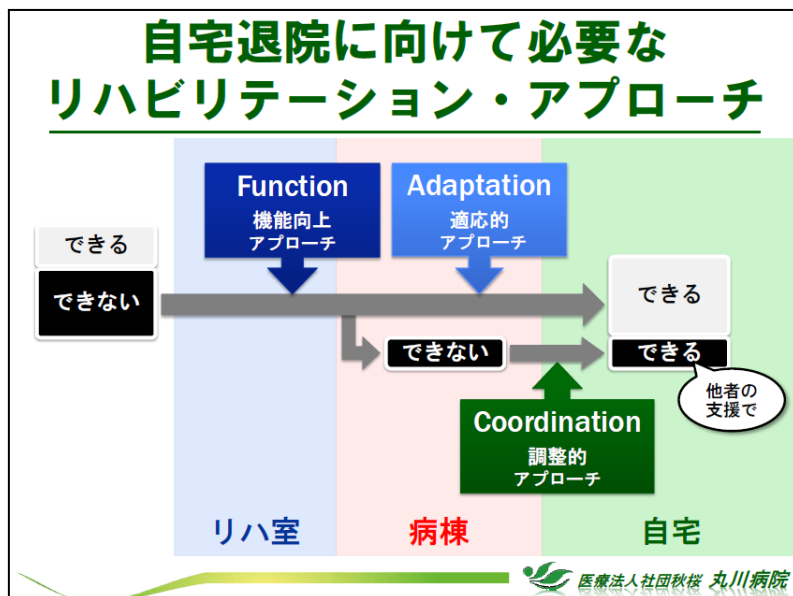 自宅退院に向けて必要な
リハビリテーション・アプローチ
Function
機能向上
アプローチ
Adaptation
適応的
アプローチ
できる
できない
できる
できない
できる
他者の
支援で
Coordination
調整的
アプローチ
リハ室
病棟
自宅
医療法人社団秋桜 丸川病院